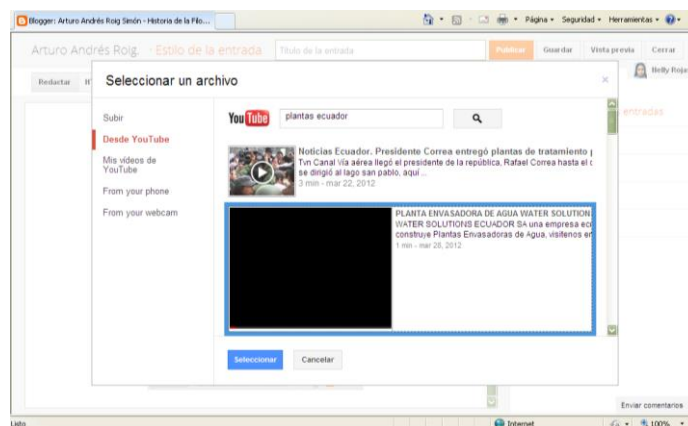 Blogger: Arturo Andrés Roig Simón - Historia de la Filo...
Página Seguridad Herramientas
Arturo Andrés Roig. Estilo de la entrada Título de la entrada Publicar Guardar Vista previa Cerrar
Redactar H
Nelly Roja
Seleccionar un archivo
entradas
Subir
Desde YouTube
Mis vídeos de
YouTube
From your phone
From your webcam
YouTube plantas ecuador
Noticias Ecuador. Presidente Correa entregó plantas de tratamiento
Tvn Canal Vía aérea llegó el presidente de la república, Rafael Correa hasta el c
se dirigió al lago san pablo, aquí ...
3 min - mar 22, 2012
PLANTA ENVASADORA DE AGUA WATER SOLUTION
WATER SOLUTIONS ECUADOR SA una empresa ecu
construye Plantas Envasadoras de Agua, visitenos en
1 min - mar 28, 2012
Seleccionar Cancelar
Enviar comentarios
Listo Internet 100%